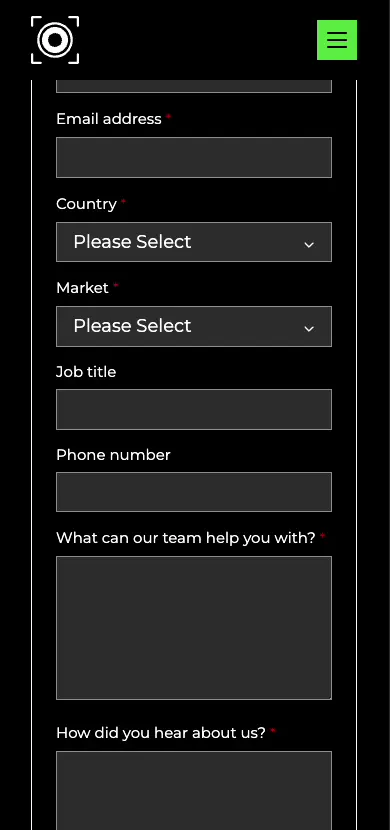 Email address *
Country *
Please Select
Market *
Please Select
Job title
Phone number
What can our team help you with? *
How did you hear about us? *